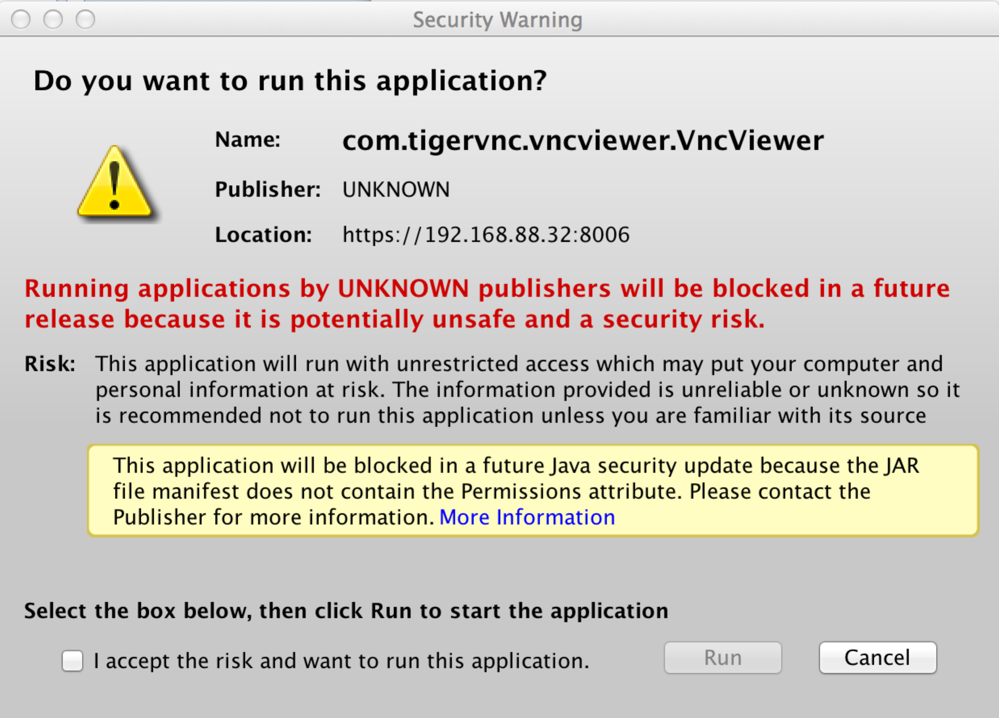 Security Warning
Do you want to run this application?
Name: com.tigervnc.vncviewer.VncViewer
Publisher: UNKNOWN
Location: https://192.168.88.32:8006
Running applications by UNKNOWN publishers will be blocked in a future
release because it is potentially unsafe and a security risk.
Risk: This application will run with unrestricted access which may put your computer and
personal information at risk. The information provided is unreliable or unknown so it
is recommended not to run this application unless you are familiar with its source
This application will be blocked in a future Java security update because the JAR
file manifest does not contain the Permissions attribute. Please contact the
Publisher for more information. More Information
Select the box below, then click Run to start the application
I accept the risk and want to run this application. Run Cancel